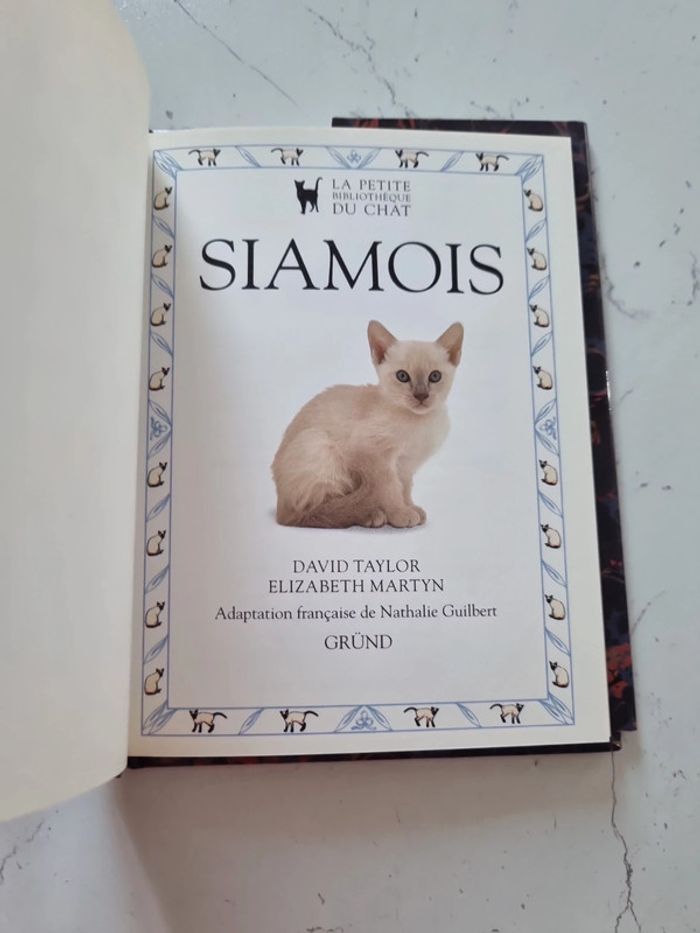 LA PETITE
BIBLIOTHÈQUE
DU CHAT
SIAMOIS
DAVID TAYLOR
ELIZABETH MARTYN
Adaptation française de Nathalie Guilbert
GRÜND